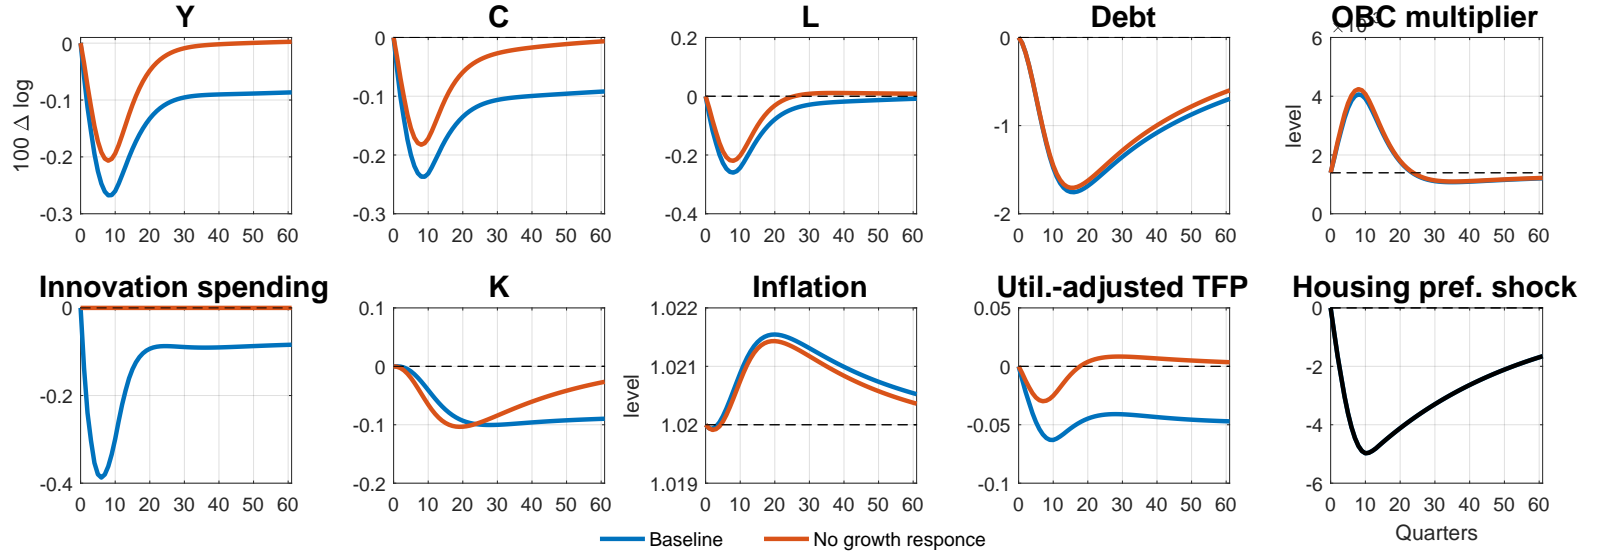 Y
C
L
Debt
OBC multiplier
100 Δ log
0
-0.1
-0.2
-0.3
0 10 20 30 40 50 60
0
-0.1
-0.2
-0.3
0 10 20 30 40 50 60
0.2
0
-0.2
-0.4
0 10 20 30 40 50 60
0
-1
-2
0 10 20 30 40 50 60
level
6
4
2
0
0 10 20 30 40 50 60
Innovation spending
K
Inflation
Util.-adjusted TFP
Housing pref. shock
0
-0.2
-0.4
0 10 20 30 40 50 60
0.1
0
-0.1
-0.2
0 10 20 30 40 50 60
level
1.022
1.021
1.02
1.019
0 10 20 30 40 50 60
0.05
0
-0.05
-0.1
0 10 20 30 40 50 60
0
-2
-4
-6
0 10 20 30 40 50 60
Quarters
Baseline
No growth responce